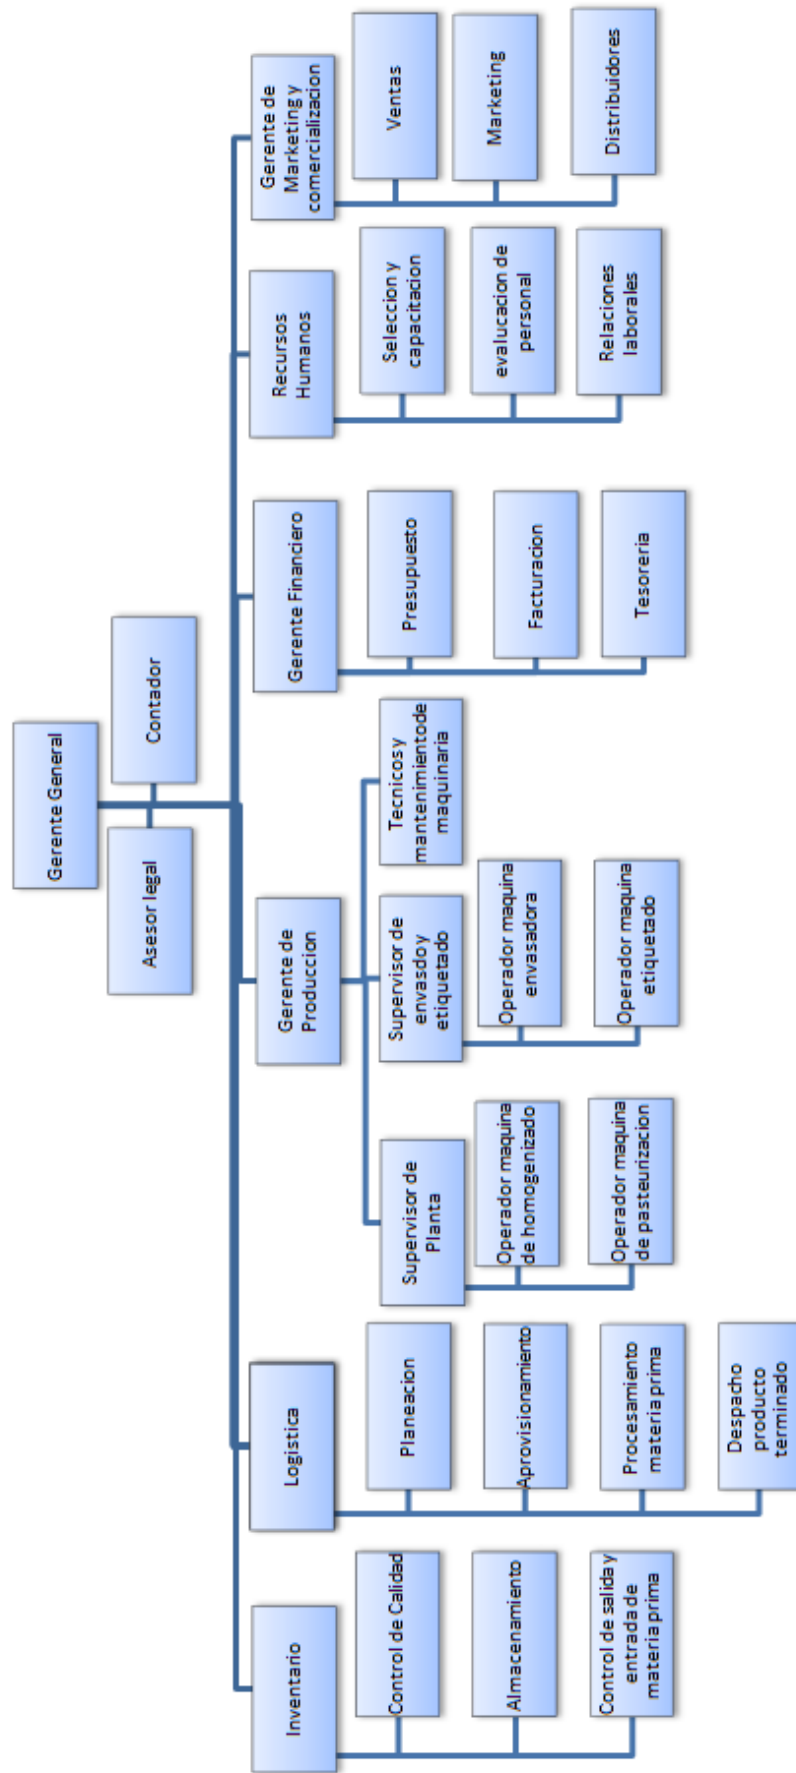 Gerente General
Asesor legal
Contador
Inventario
Logistica
Gerente de
Produccion
Gerente Financiero
Recursos
Humanos
Gerente de
Marketing y
comercializacion
Control de Calidad
Almacenamiento
Control de salida y
entrada de
materia prima
Planeacion
Aprovisionamiento
Procesamiento
materia prima
Despacho
producto
terminado
Supervisor de
Planta
Operador maquina
de homogenizado
Operador maquina
de pasteurizacion
Supervisor de
envasdo y
etiquetado
Operador maquina
envasadora
Operador maquina
etiquetado
Tecnicos y
mantenimiento de
maquinaria
Presupuesto
Facturacion
Tesoreria
Seleccion y
capacitacion
evalucacion de
personal
Relaciones
laborales
Ventas
Marketing
Distribuidores